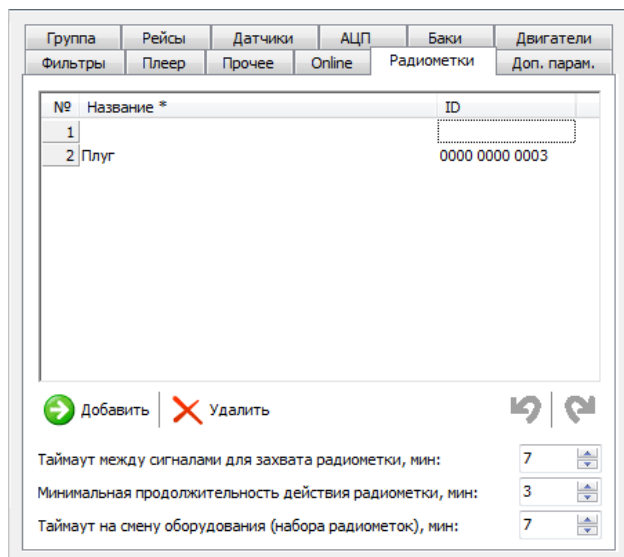 Группа Рейсы Датчики АЦП Баки Двигатели
Фильтры Плеер Прочее Online Радиометки Доп. парам.
№ Название * ID
1
2 Плуг 0000 0000 0003
Добавить Удалить
Таймаут между сигналами для захвата радиометки, мин: 7
Минимальная продолжительность действия радиометки, мин: 3
Таймаут на смену оборудования (набора радиометок), мин: 7